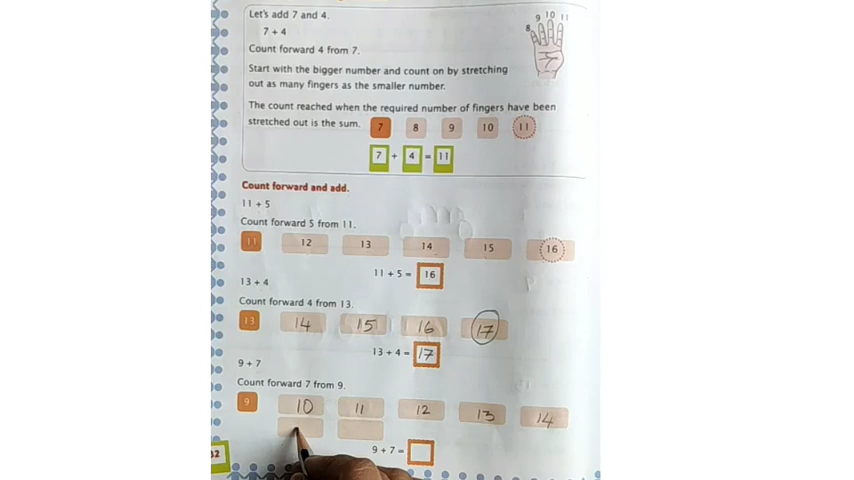 Let's add 7 and 4.
7 + 4
Count forward 4 from 7.
Start with the bigger number and count on by stretching
out as many fingers as the smaller number.
The count reached when the required number of fingers have been
stretched out is the sum. 7 8 9 10 11
7 + 4 = 11
8 9 10 11
7
Count forward and add.
11 + 5
Count forward 5 from 11.
11 12 13 14 15 16
11 + 5 = 16
13 + 4
Count forward 4 from 13.
13 14 15 16 17
13 + 4 = 17
9 + 7
Count forward 7 from 9.
9 10 11 12 13 14
9 + 7 =
32